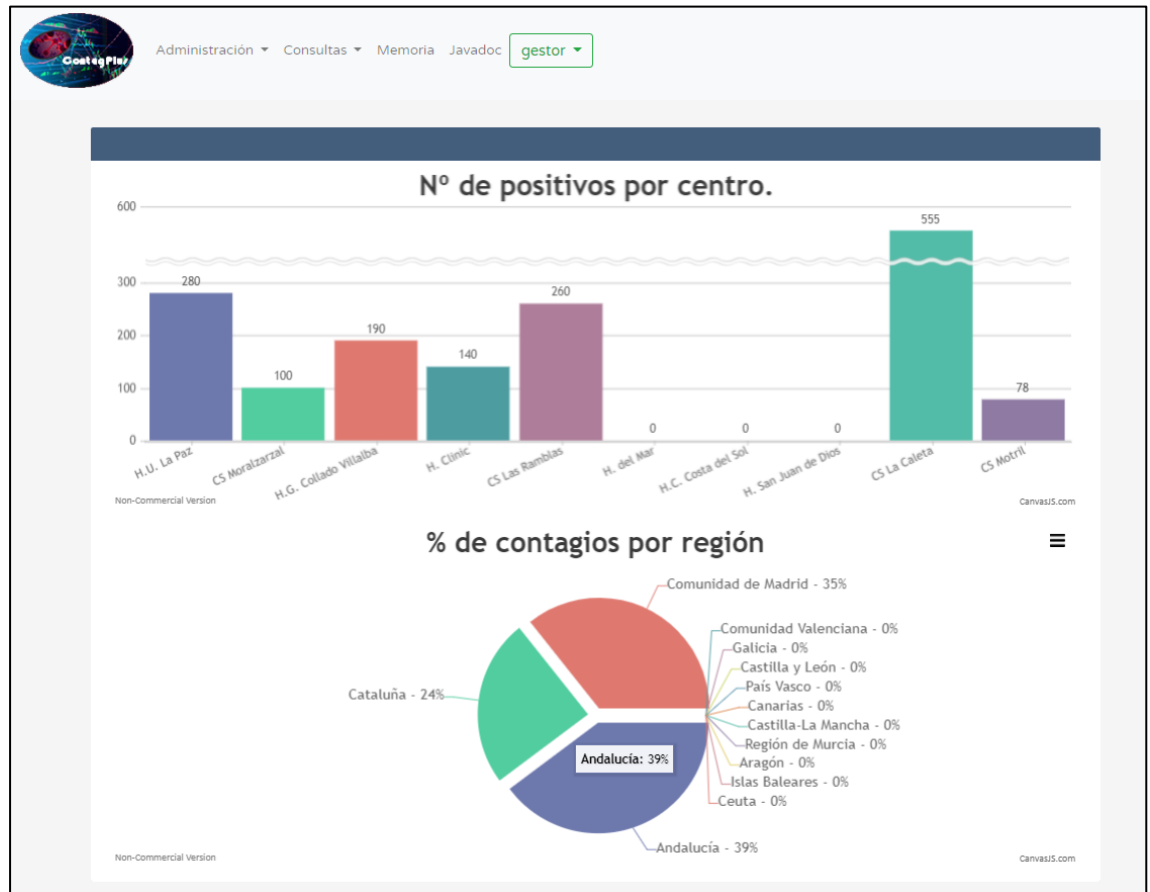 ContagPlus
Administración Consultas Memoria Javadoc gestor
Nº de positivos por centro.
600
300
200
100
0
280
100
190
140
260
0
0
0
555
78
H.U. La Paz
CS Moralzarzal
H.G. Collado Villalba
H. Clinic
CS Las Ramblas
H. del Mar
H.C. Costa del Sol
H. San Juan de Dios
CS La Caleta
CS Motril
Non-Commercial Version
CanvasJS.com
% de contagios por región
Comunidad de Madrid - 35%
Comunidad Valenciana - 0%
Galicia - 0%
Castilla y León - 0%
País Vasco - 0%
Canarias - 0%
Castilla-La Mancha - 0%
Región de Murcia - 0%
Aragón - 0%
Islas Baleares - 0%
Ceuta - 0%
Cataluña - 24%
Andalucía: 39%
Andalucía - 39%
Non-Commercial Version
CanvasJS.com